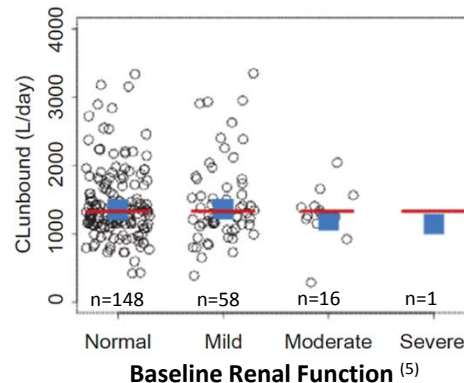 CLunbound (L/day)
4000
3000
2000
1000
0
n=148 n=58 n=16 n=1
Normal Mild Moderate Severe
Baseline Renal Function (5)